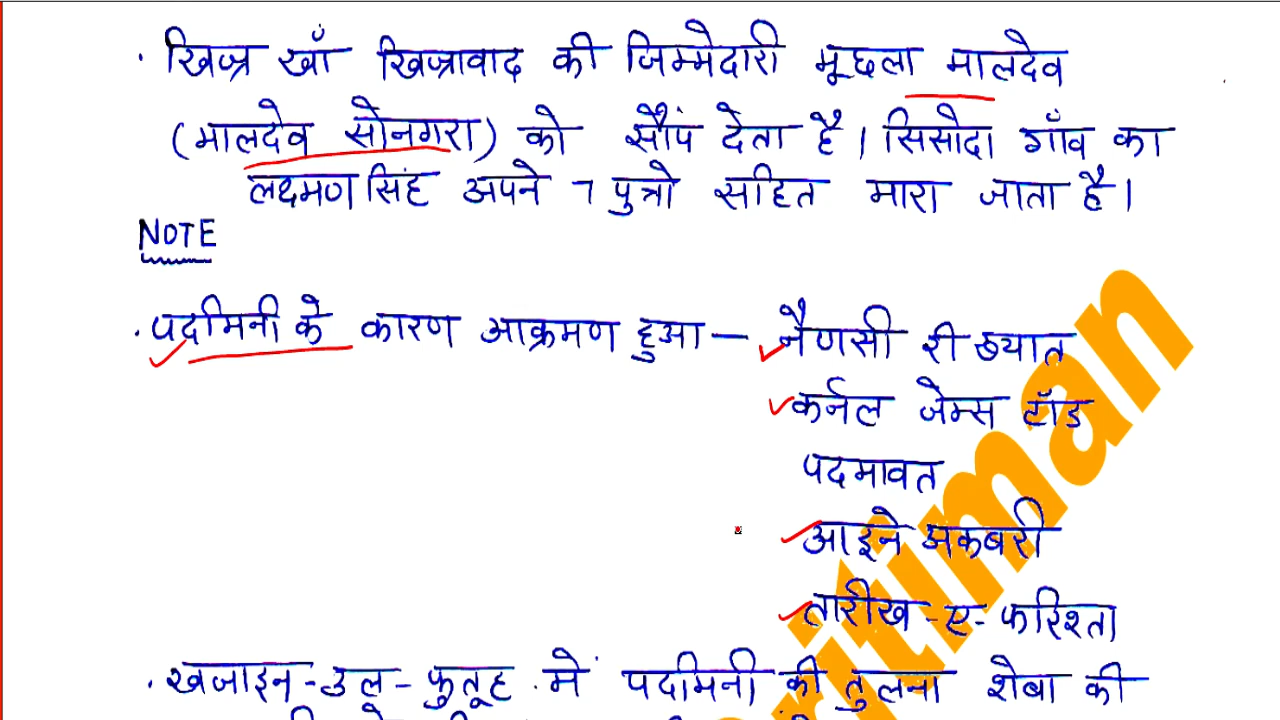 · खिज्र खाँ खिज्रावाद की जिम्मेदारी मूछला मालदेव
(मालदेव सोनगरा) को सौंप देता है। सिसोदा गाँव का
लक्ष्मण सिंह अपने 7 पुत्रो सहित मारा जाता है।
NOTE
· पदमिनी के कारण आक्रमण हुआ — नैणसी री ख्यात
कर्नल जेम्स टॉड
पदमावत
आइने अकबरी
तारीख-ए-फरिश्ता
· खजाइन-उल-फुतूह में पदमिनी की तुलना शेबा की